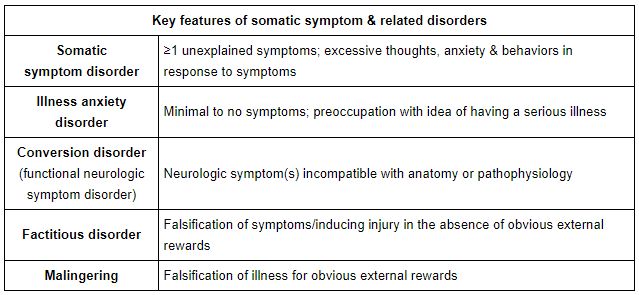 Key features of somatic symptom & related disorders
Somatic
symptom disorder
≥1 unexplained symptoms; excessive thoughts, anxiety & behaviors in
response to symptoms
Illness anxiety
disorder
Minimal to no symptoms; preoccupation with idea of having a serious illness
Conversion disorder
(functional neurologic
symptom disorder)
Neurologic symptom(s) incompatible with anatomy or pathophysiology
Factitious disorder
Falsification of symptoms/inducing injury in the absence of obvious external
rewards
Malingering
Falsification of illness for obvious external rewards